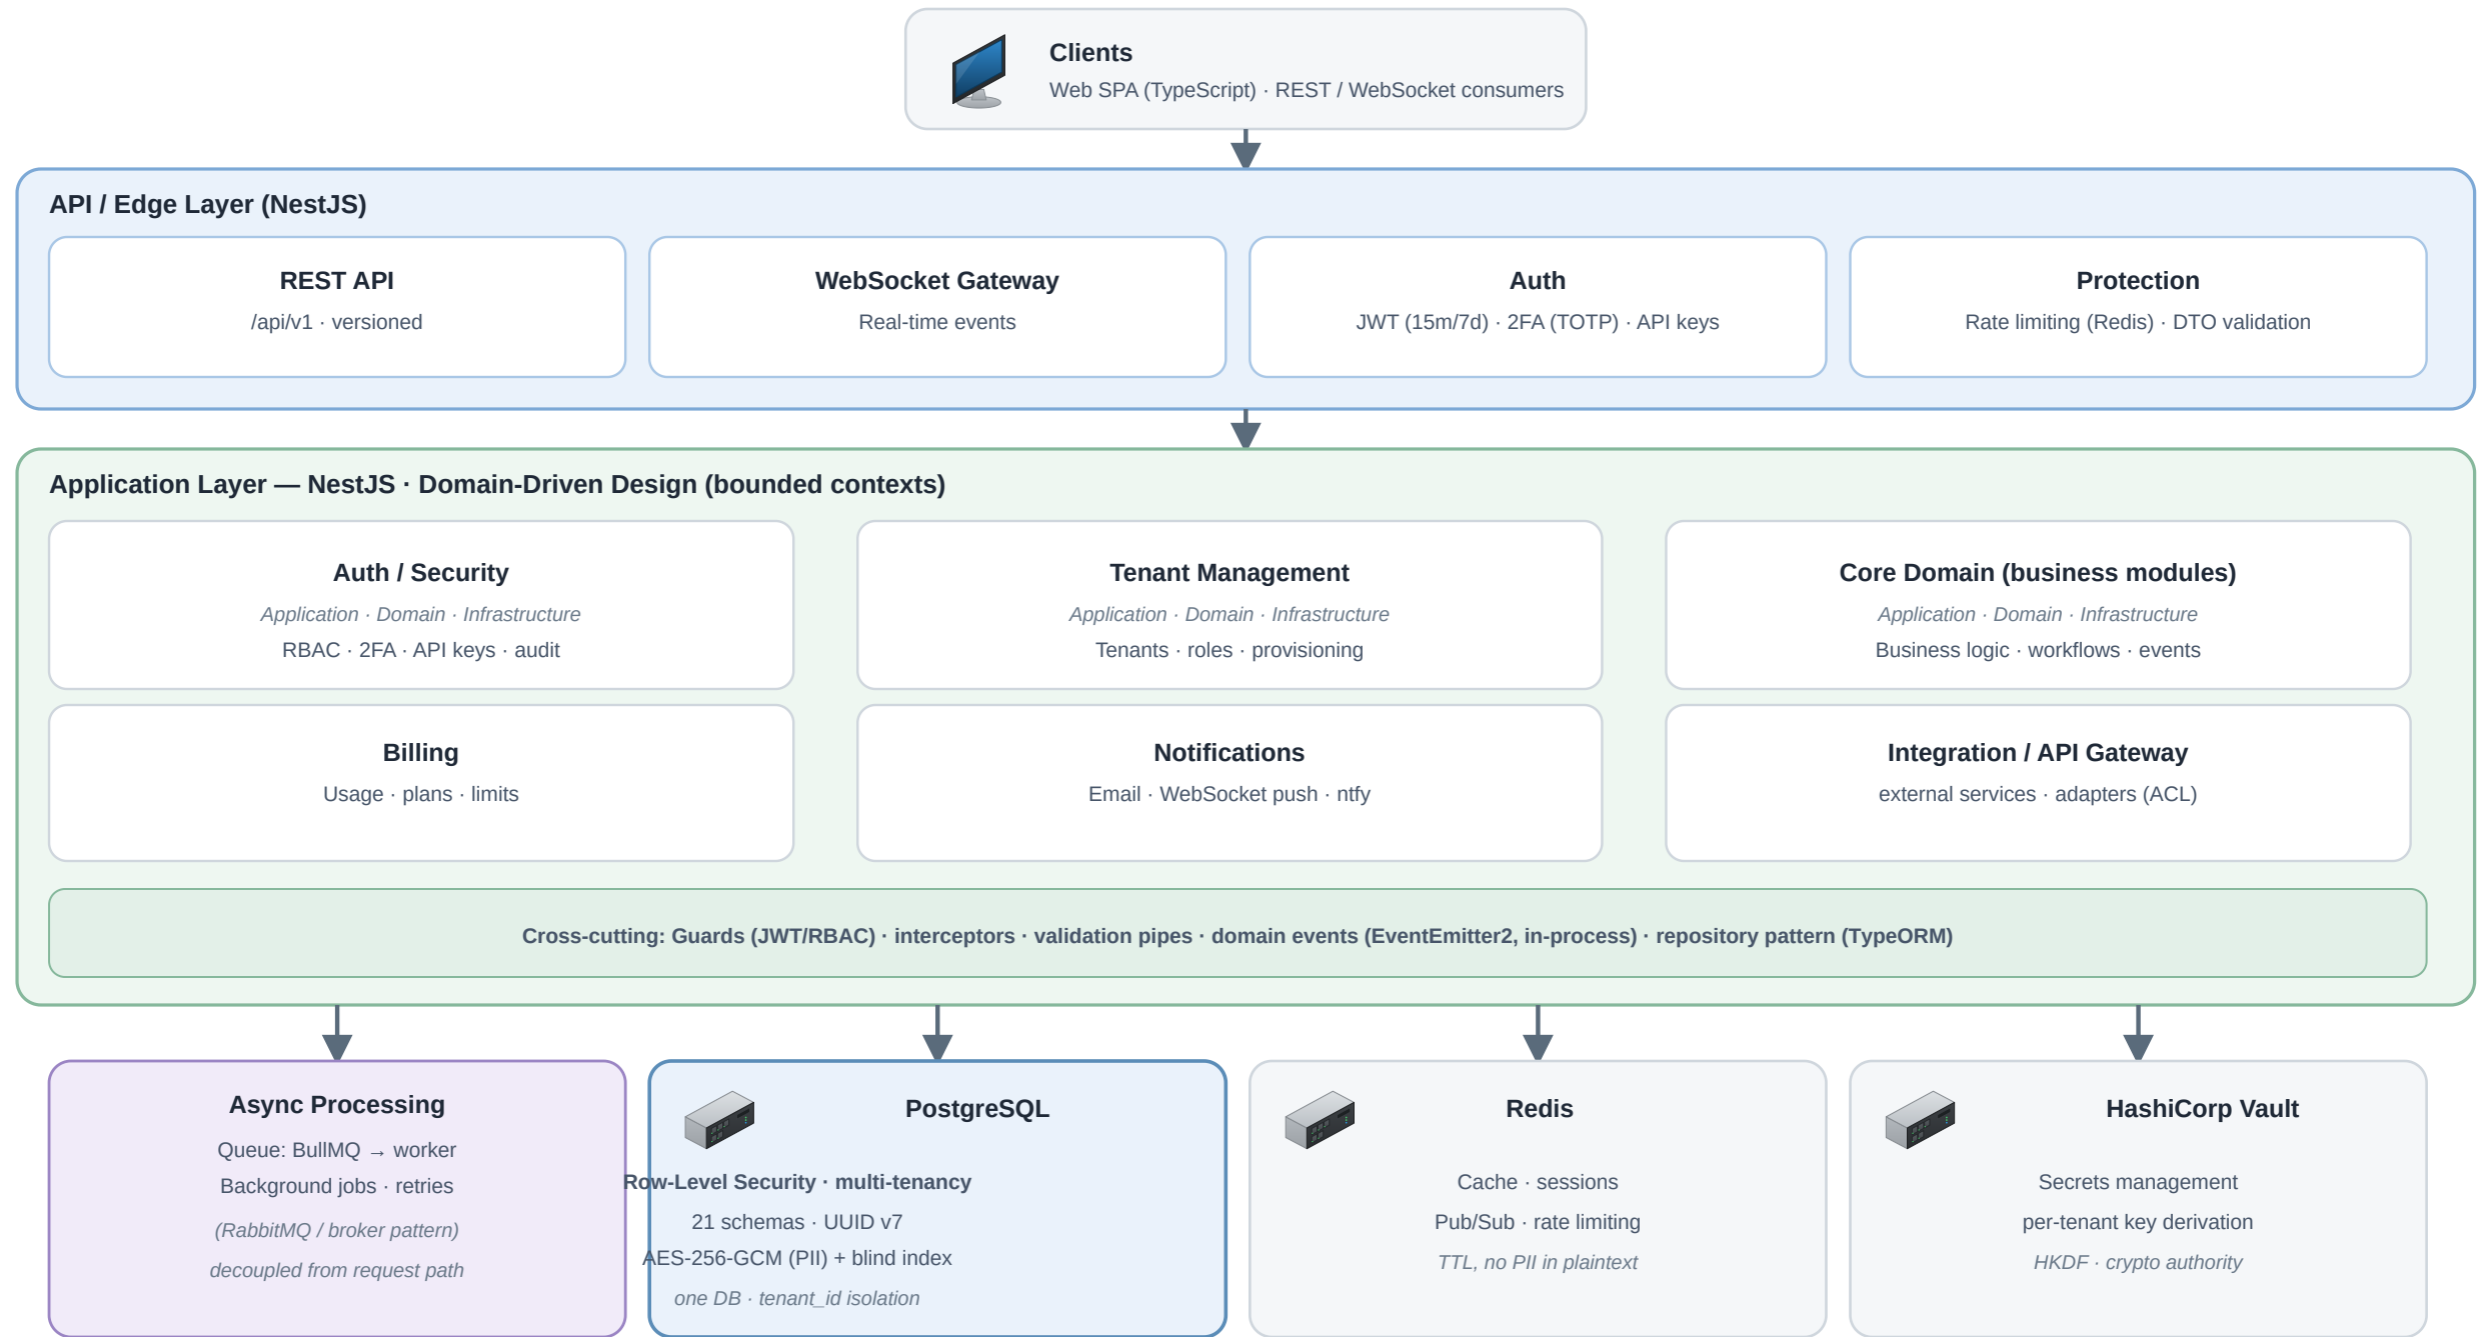 Clients
Web SPA (TypeScript) · REST / WebSocket consumers
API / Edge Layer (NestJS)
REST API
/api/v1 · versioned
WebSocket Gateway
Real-time events
Auth
JWT (15m/7d) · 2FA (TOTP) · API keys
Protection
Rate limiting (Redis) · DTO validation
Application Layer — NestJS · Domain-Driven Design (bounded contexts)
Auth / Security
Application · Domain · Infrastructure
RBAC · 2FA · API keys · audit
Tenant Management
Application · Domain · Infrastructure
Tenants · roles · provisioning
Core Domain (business modules)
Application · Domain · Infrastructure
Business logic · workflows · events
Billing
Usage · plans · limits
Notifications
Email · WebSocket push · ntfy
Integration / API Gateway
external services · adapters (ACL)
Cross-cutting: Guards (JWT/RBAC) · interceptors · validation pipes · domain events (EventEmitter2, in-process) · repository pattern (TypeORM)
Async Processing
Queue: BullMQ → worker
Background jobs · retries
(RabbitMQ / broker pattern)
decoupled from request path
PostgreSQL
Row-Level Security · multi-tenancy
21 schemas · UUID v7
AES-256-GCM (PII) + blind index
one DB · tenant_id isolation
Redis
Cache · sessions
Pub/Sub · rate limiting
TTL, no PII in plaintext
HashiCorp Vault
Secrets management
per-tenant key derivation
HKDF · crypto authority